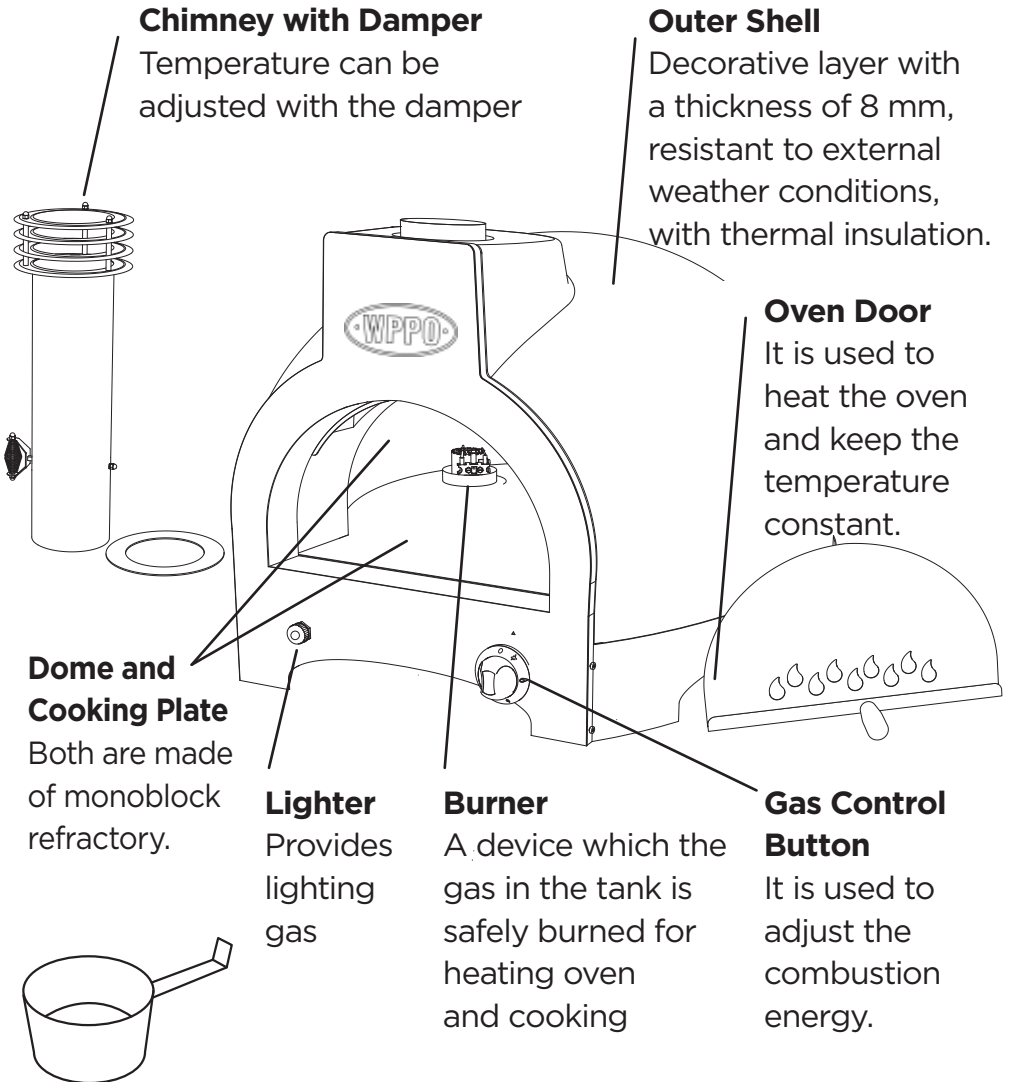 Chimney with Damper
Temperature can be
adjusted with the damper
Outer Shell
Decorative layer with
a thickness of 8 mm,
resistant to external
weather conditions,
with thermal insulation.
WPPO
Oven Door
It is used to
heat the oven
and keep the
temperature
constant.
Dome and
Cooking Plate
Both are made
of monoblock
refractory.
Lighter
Provides
lighting
gas
Burner
A device which the
gas in the tank is
safely burned for
heating oven
and cooking
Gas Control
Button
It is used to
adjust the
combustion
energy.